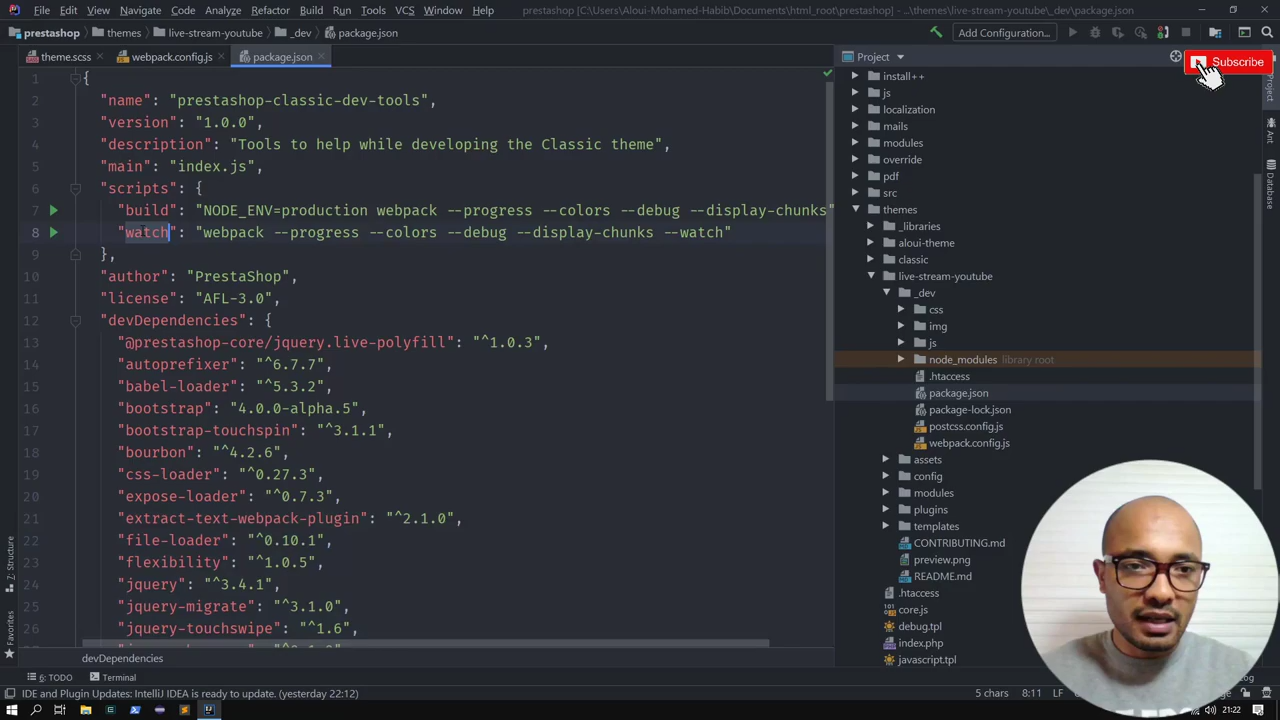 File Edit View Navigate Code Analyze Refactor Build Run Tools VCS Window Help
prestashop [C:\Users\Aloui-Mohamed-Habib\Documents\html_root\prestashop] - ...\themes\live-stream-youtube\_dev\package.json
prestashop themes live-stream-youtube _dev package.json
Add Configuration...
theme.scss webpack.config.js package.json
Project
Subscribe
1 {
2 "name": "prestashop-classic-dev-tools",
3 "version": "1.0.0",
4 "description": "Tools to help while developing the Classic theme",
5 "main": "index.js",
6 "scripts": {
7 "build": "NODE_ENV=production webpack --progress --colors --debug --display-chunks"
8 "watch": "webpack --progress --colors --debug --display-chunks --watch"
9 },
10 "author": "PrestaShop",
11 "license": "AFL-3.0",
12 "devDependencies": {
13 "@prestashop-core/jquery.live-polyfill": "^1.0.3",
14 "autoprefixer": "^6.7.7",
15 "babel-loader": "^5.3.2",
16 "bootstrap": "4.0.0-alpha.5",
17 "bootstrap-touchspin": "^3.1.1",
18 "bourbon": "^4.2.6",
19 "css-loader": "^0.27.3",
20 "expose-loader": "^0.7.3",
21 "extract-text-webpack-plugin": "^2.1.0",
22 "file-loader": "^0.10.1",
23 "flexibility": "^1.0.5",
24 "jquery": "^3.4.1",
25 "jquery-migrate": "^3.1.0",
26 "jquery-touchswipe": "^1.6",
devDependencies
install++
js
localization
mails
modules
override
pdf
src
themes
_libraries
aloui-theme
classic
live-stream-youtube
_dev
css
img
js
node_modules library root
.htaccess
package.json
package-lock.json
postcss.config.js
webpack.config.js
assets
config
modules
plugins
templates
CONTRIBUTING.md
preview.png
README.md
.htaccess
core.js
debug.tpl
index.php
javascript.tpl
Project
Ant
Database
Z: Structure
Favorites
6: TODO Terminal
IDE and Plugin Updates: IntelliJ IDEA is ready to update. (yesterday 22:12)
5 chars 8:11
21:22